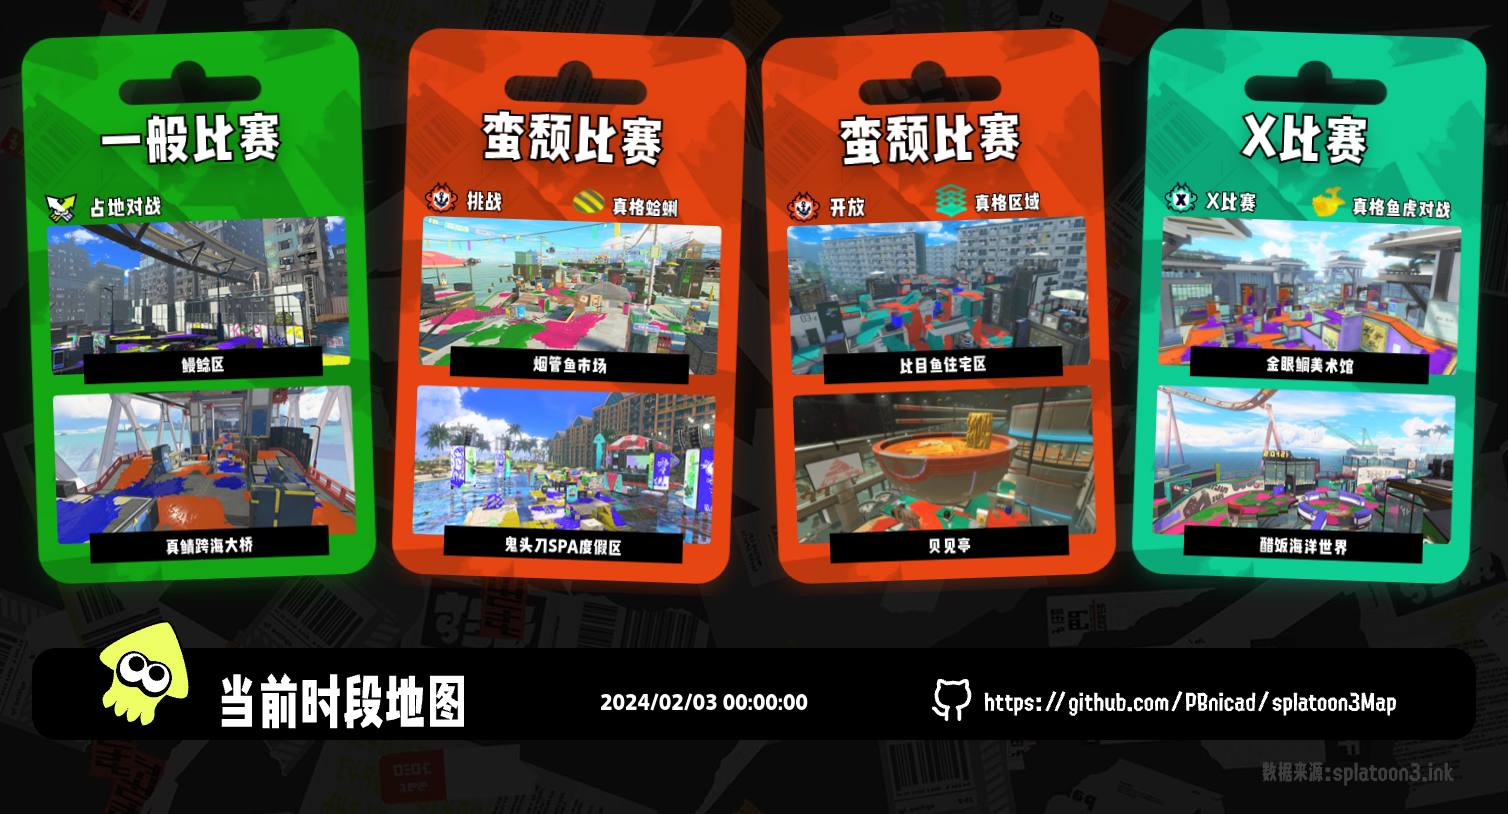 一般比赛
占地对战
鳗鲶区
真鲭跨海大桥
蛮颓比赛
挑战
真格蛤蜊
烟管鱼市场
鬼头刀SPA度假区
蛮颓比赛
开放
真格区域
比目鱼住宅区
贝见亭
X比赛
X比赛
真格鱼虎对战
金眼鲷美术馆
醋饭海洋世界
当前时段地图
2024/02/03 00:00:00
https://github.com/PBnicad/splatoon3Map
数据来源:splatoon3.ink